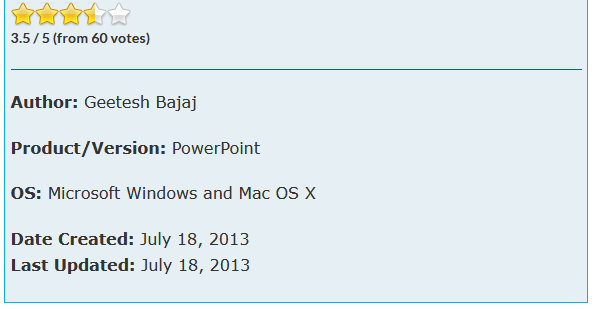 3.5 / 5 (from 60 votes)
Author: Geetesh Bajaj
Product/Version: PowerPoint
OS: Microsoft Windows and Mac OS X
Date Created: July 18, 2013
Last Updated: July 18, 2013